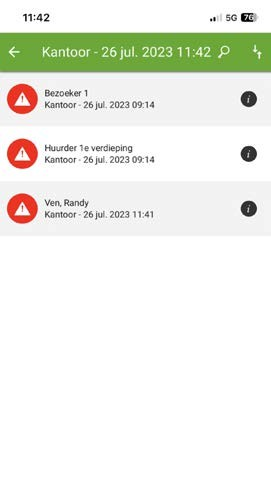 11:42
5G 76
Kantoor - 26 jul. 2023 11:42
Bezoeker 1
Kantoor - 26 jul. 2023 09:14
Huurder 1e verdieping
Kantoor - 26 jul. 2023 09:14
Ven, Randy
Kantoor - 26 jul. 2023 11:41